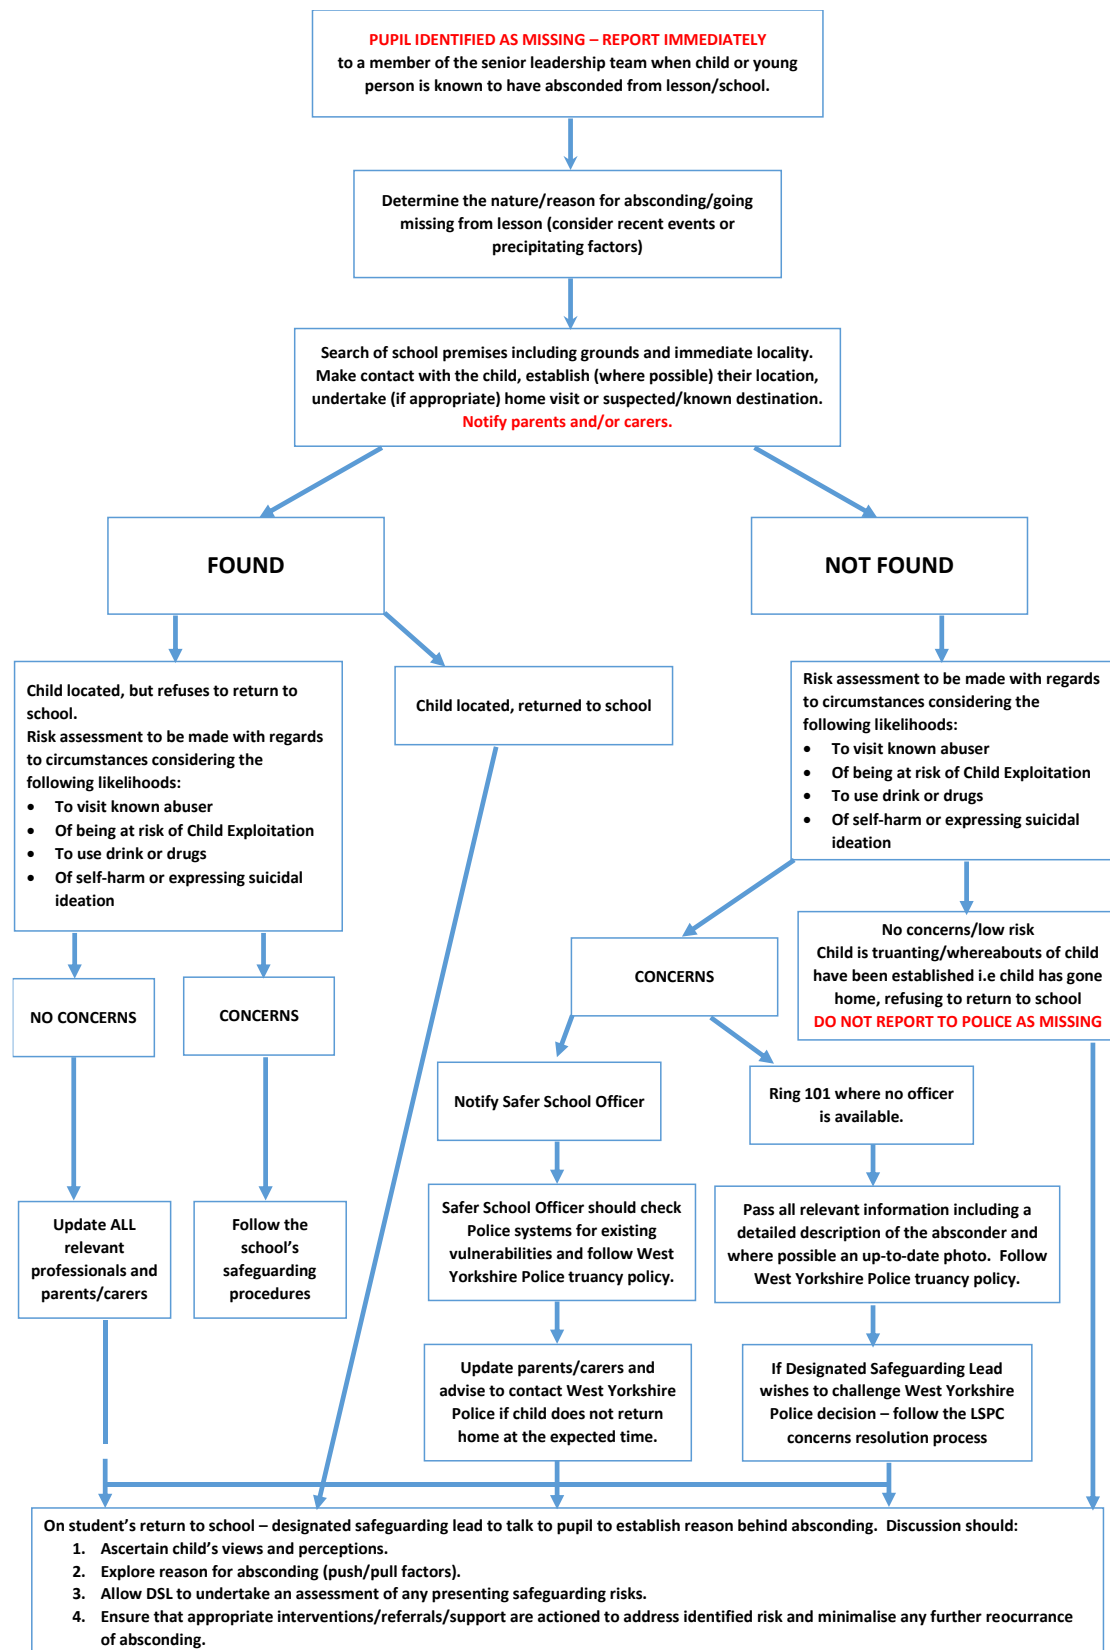 PUPIL IDENTIFIED AS MISSING – REPORT IMMEDIATELY
to a member of the senior leadership team when child or young
person is known to have absconded from lesson/school.
Determine the nature/reason for absconding/going
missing from lesson (consider recent events or
precipitating factors)
Search of school premises including grounds and immediate locality.
Make contact with the child, establish (where possible) their location,
undertake (if appropriate) home visit or suspected/known destination.
Notify parents and/or carers.
FOUND
NOT FOUND
Child located, but refuses to return to
school.
Risk assessment to be made with regards
to circumstances considering the
following likelihoods:
• To visit known abuser
• Of being at risk of Child Exploitation
• To use drink or drugs
• Of self-harm or expressing suicidal
ideation
Child located, returned to school
Risk assessment to be made with regards
to circumstances considering the
following likelihoods:
• To visit known abuser
• Of being at risk of Child Exploitation
• To use drink or drugs
• Of self-harm or expressing suicidal
ideation
NO CONCERNS
CONCERNS
CONCERNS
No concerns/low risk
Child is truanting/whereabouts of child
have been established i.e child has gone
home, refusing to return to school
DO NOT REPORT TO POLICE AS MISSING
Notify Safer School Officer
Ring 101 where no officer
is available.
Update ALL
relevant
professionals and
parents/carers
Follow the
school's
safeguarding
procedures
Safer School Officer should check
Police systems for existing
vulnerabilities and follow West
Yorkshire Police truancy policy.
Pass all relevant information including a
detailed description of the absconder and
where possible an up-to-date photo. Follow
West Yorkshire Police truancy policy.
Update parents/carers and
advise to contact West Yorkshire
Police if child does not return
home at the expected time.
If Designated Safeguarding Lead
wishes to challenge West Yorkshire
Police decision – follow the LSPC
concerns resolution process
On student's return to school – designated safeguarding lead to talk to pupil to establish reason behind absconding. Discussion should:
1. Ascertain child's views and perceptions.
2. Explore reason for absconding (push/pull factors).
3. Allow DSL to undertake an assessment of any presenting safeguarding risks.
4. Ensure that appropriate interventions/referrals/support are actioned to address identified risk and minimalise any further reocurrance
of absconding.